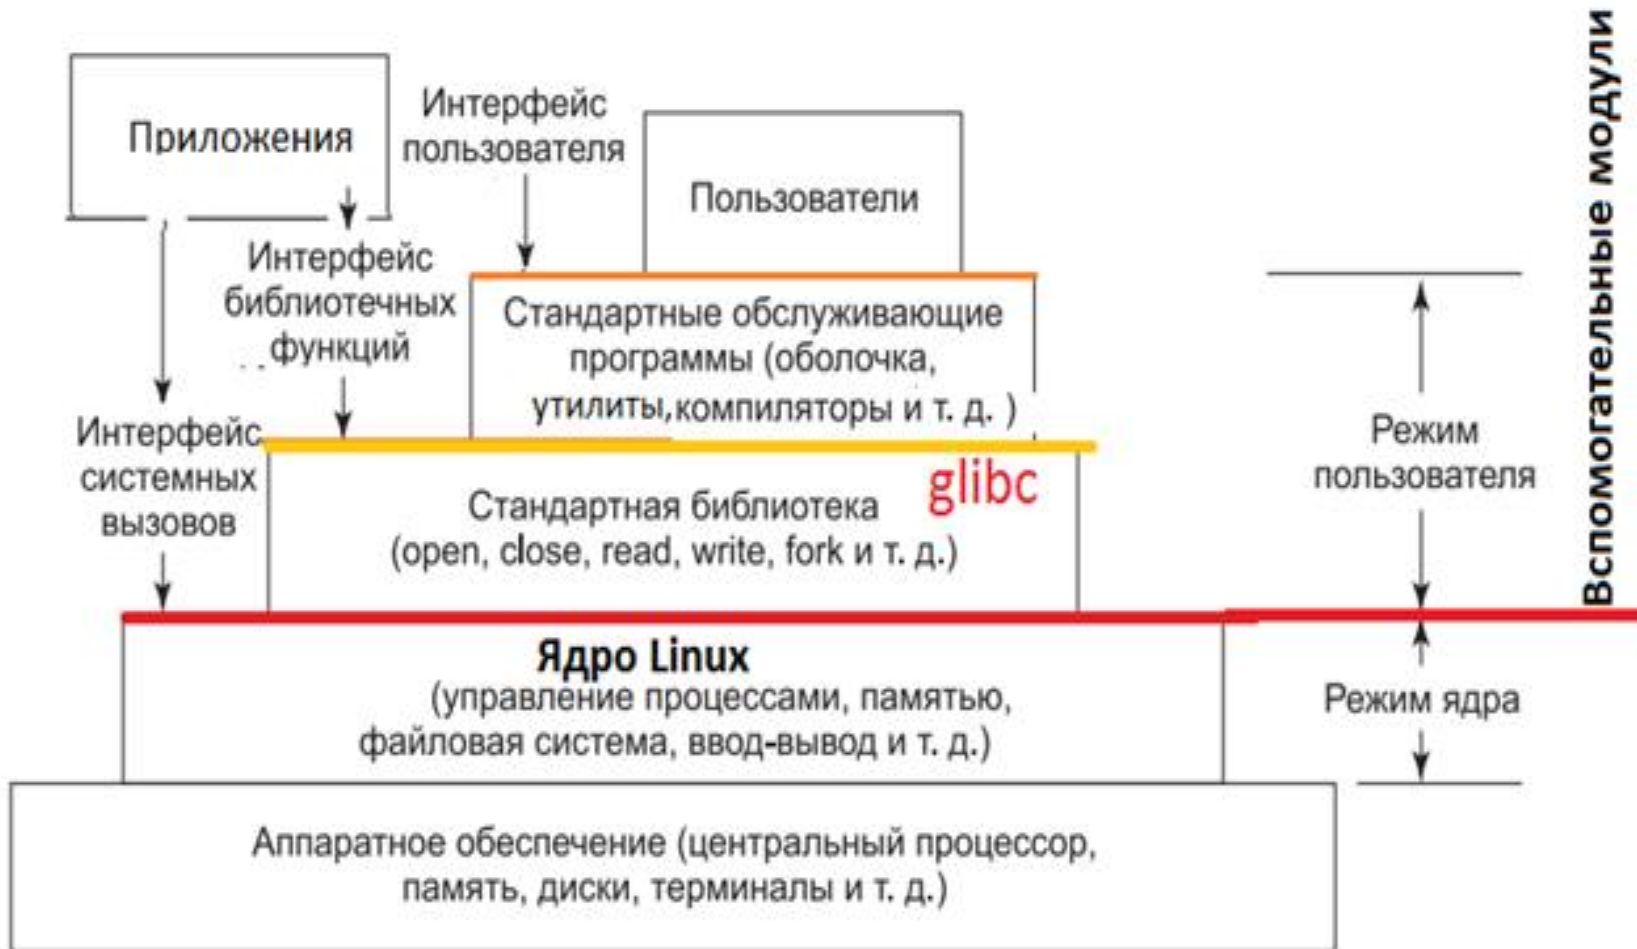 Приложения
Интерфейс
пользователя
Пользователи
Интерфейс
библиотечных
функций
Стандартные обслуживающие
программы (оболочка,
утилиты, компиляторы и т. д. )
Интерфейс
системных
вызовов
glibc
Стандартная библиотека
(open, close, read, write, fork и т. д.)
Режим
пользователя
Вспомогательные модули
Ядро Linux
(управление процессами, памятью,
файловая система, ввод-вывод и т. д.)
Режим ядра
Аппаратное обеспечение (центральный процессор,
память, диски, терминалы и т. д.)